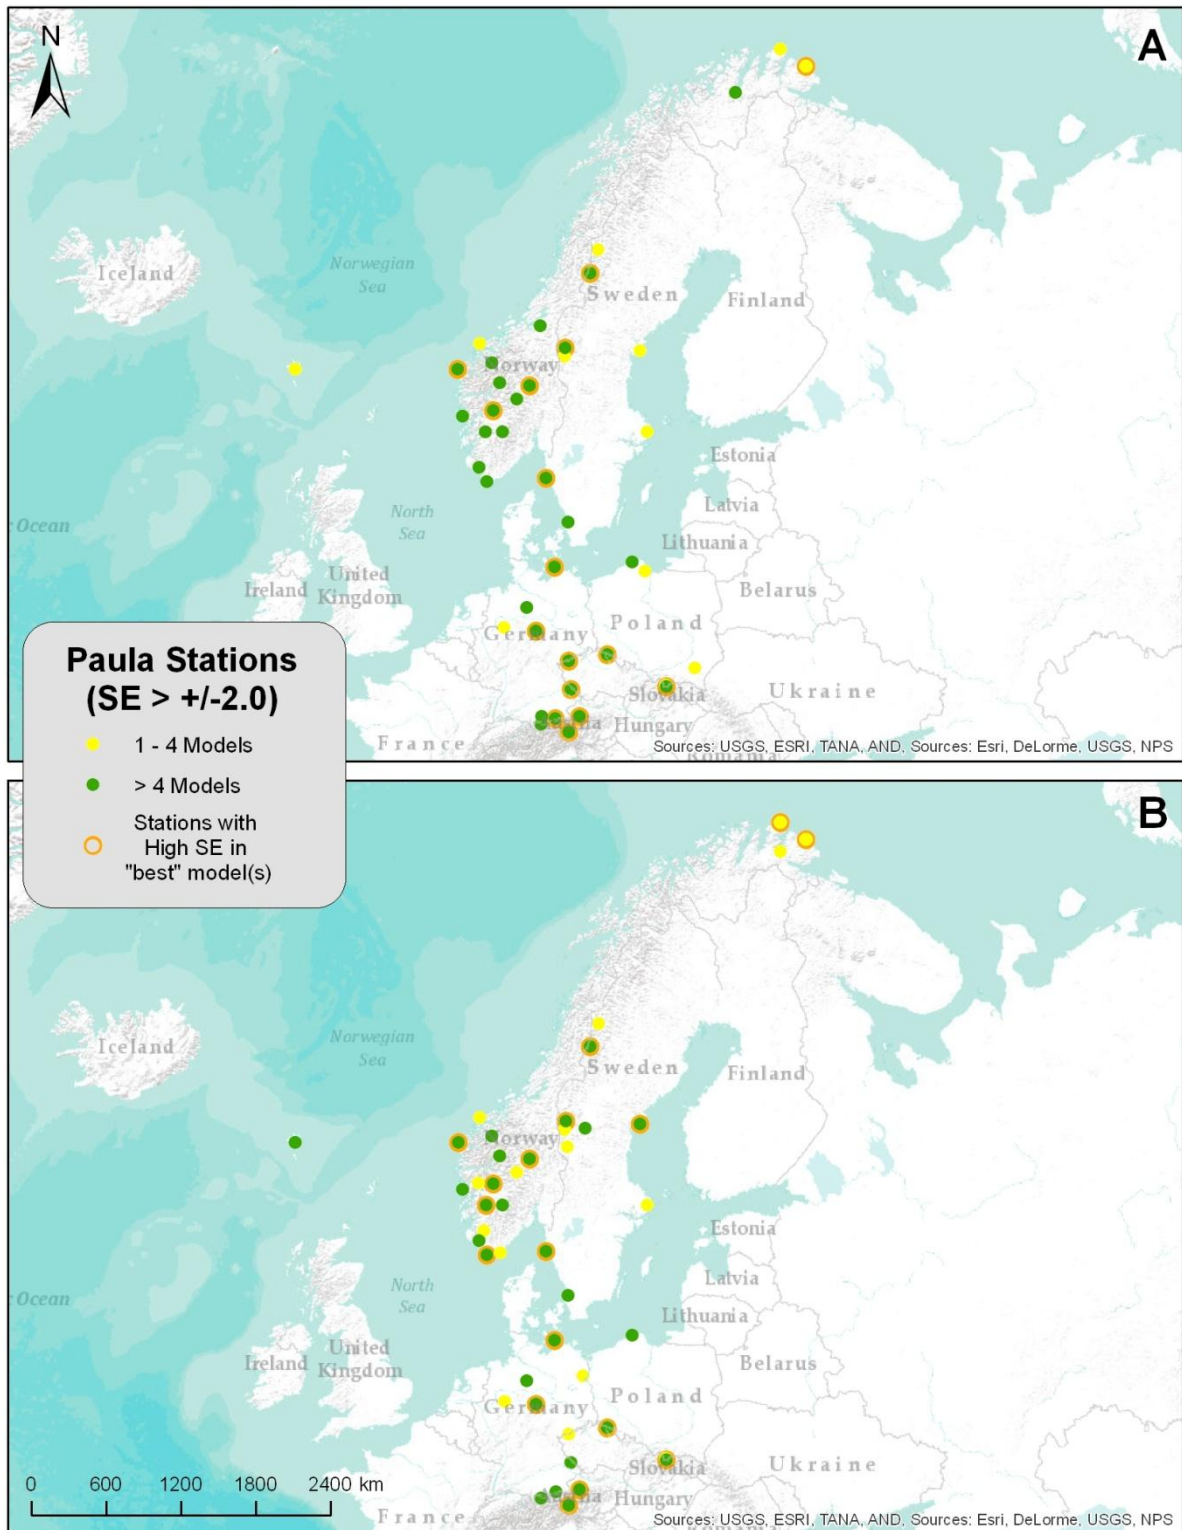 A
N
Iceland
Norwegian
Sea
Sweden
Finland
Norway
Estonia
Latvia
Lithuania
North
Sea
Ocean
United
Kingdom
Ireland
Belarus
Germany
Poland
Slovakia
Ukraine
Austria
Hungary
France
Romania
Sources: USGS, ESRI, TANA, AND, Sources: Esri, DeLorme, USGS, NPS
Paula Stations
(SE > +/-2.0)
1 - 4 Models
> 4 Models
Stations with
High SE in
"best" model(s)
B
Iceland
Norwegian
Sea
Sweden
Finland
Norway
Estonia
Latvia
Lithuania
North
Sea
Ocean
United
Kingdom
Ireland
Belarus
Germany
Poland
Slovakia
Ukraine
Austria
Hungary
France
Romania
0 600 1200 1800 2400 km
Sources: USGS, ESRI, TANA, AND, Sources: Esri, DeLorme, USGS, NPS